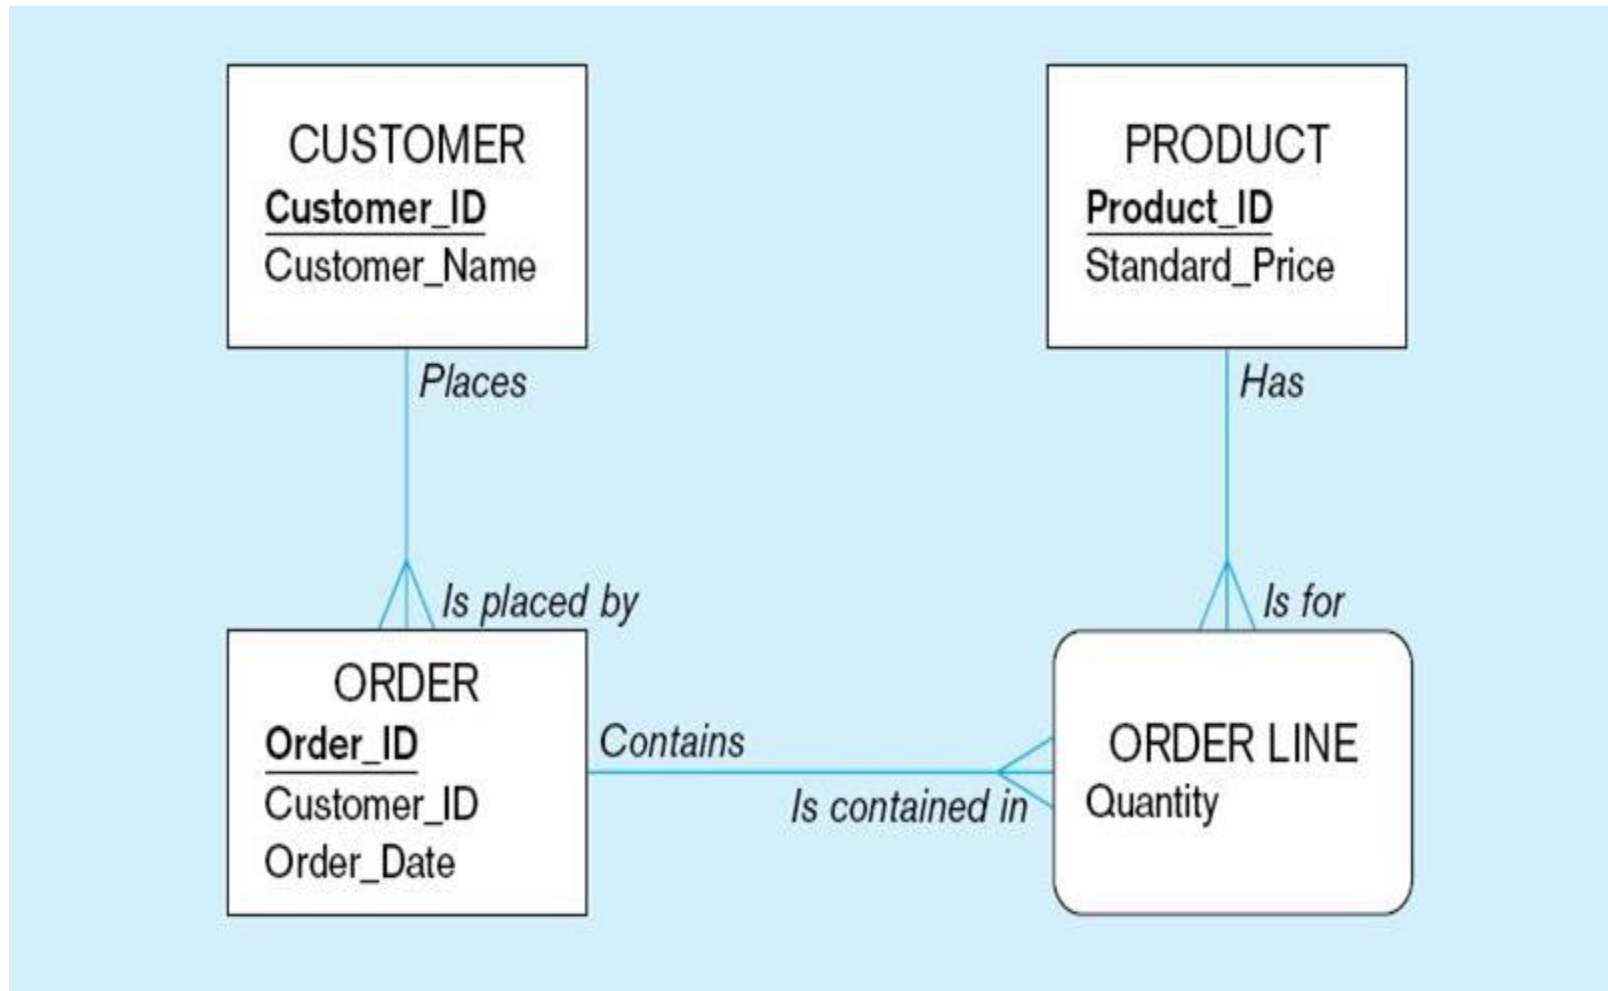 CUSTOMER
Customer_ID
Customer_Name
PRODUCT
Product_ID
Standard_Price
Places
Has
Is placed by
Is for
ORDER
Order_ID
Customer_ID
Order_Date
Contains
Is contained in
ORDER LINE
Quantity